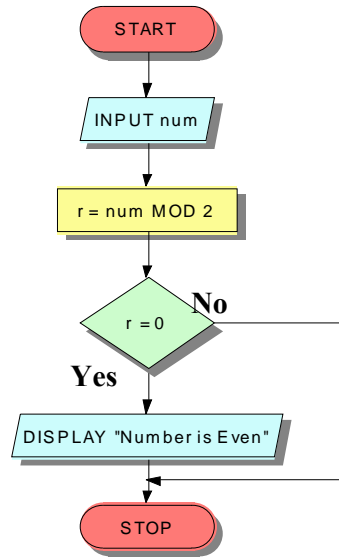 START
INPUT num
r = num MOD 2
No
r = 0
Yes
DISPLAY "Number is Even"
STOP